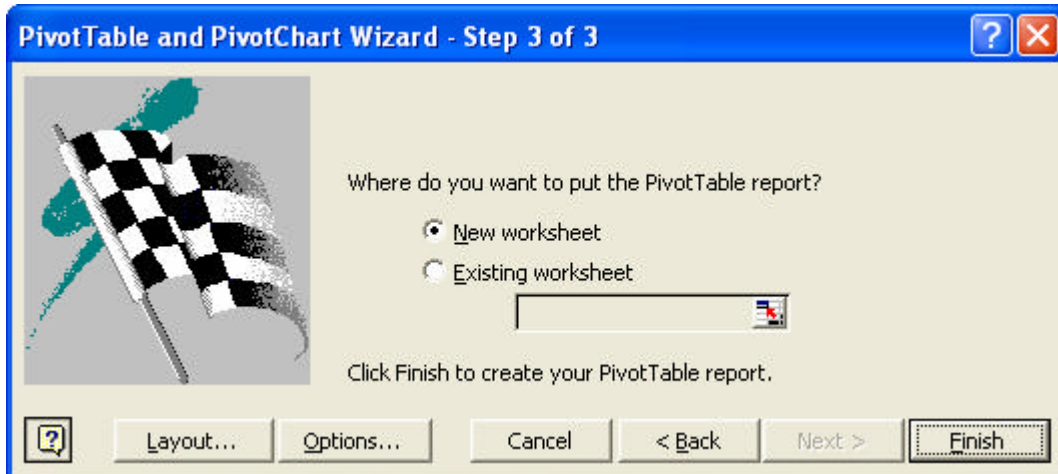 PivotTable and PivotChart Wizard - Step 3 of 3
?
Where do you want to put the PivotTable report?
New worksheet
Existing worksheet
Click Finish to create your PivotTable report.
? Layout... Options... Cancel < Back Next > Finish